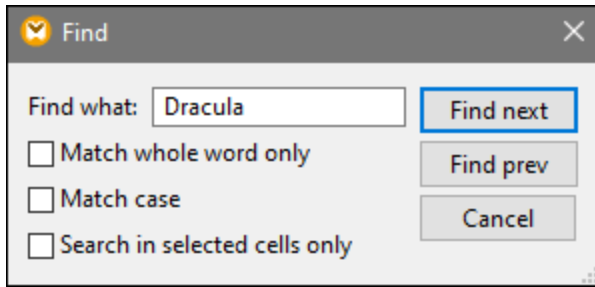 Find
Find what: Dracula
Find next
Match whole word only
Find prev
Match case
Cancel
Search in selected cells only